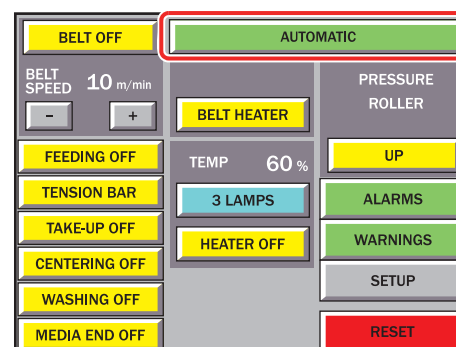 BELT OFF
AUTOMATIC
BELT
SPEED 10 m/min
- +
BELT HEATER
PRESSURE
ROLLER
FEEDING OFF
TEMP 60 %
UP
TENSION BAR
3 LAMPS
ALARMS
TAKE-UP OFF
HEATER OFF
WARNINGS
CENTERING OFF
SETUP
WASHING OFF
MEDIA END OFF
RESET